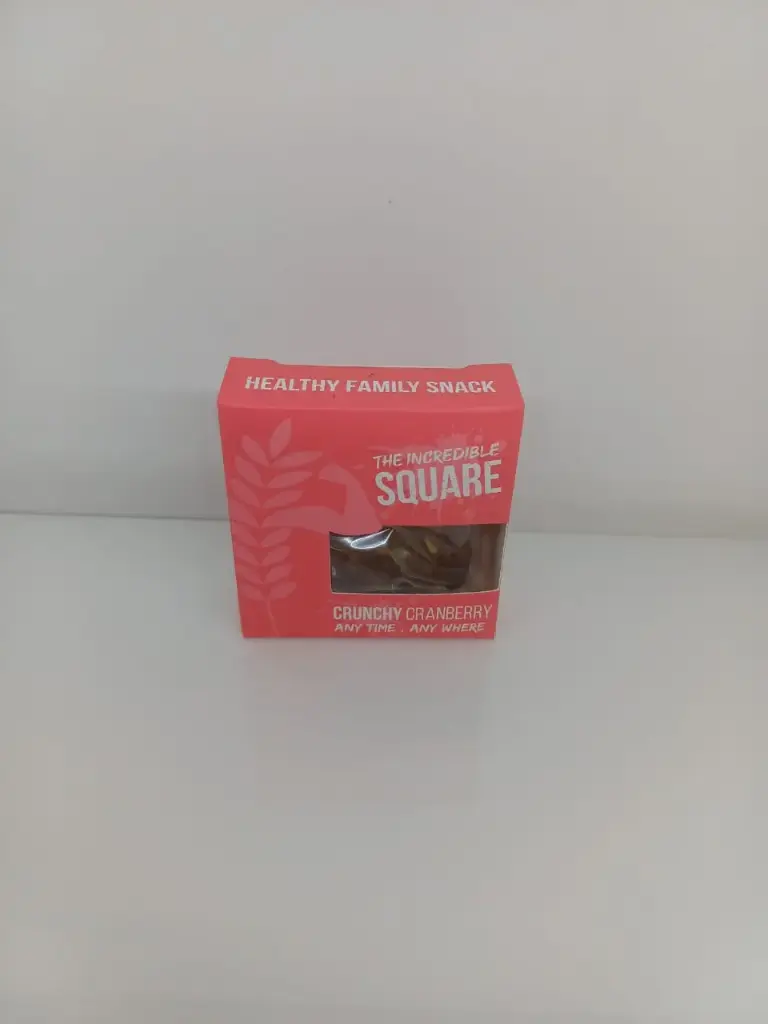 HEALTHY FAMILY SNACK
THE INCREDIBLE
SQUARE
CRUNCHY CRANBERRY
ANY TIME . ANY WHERE